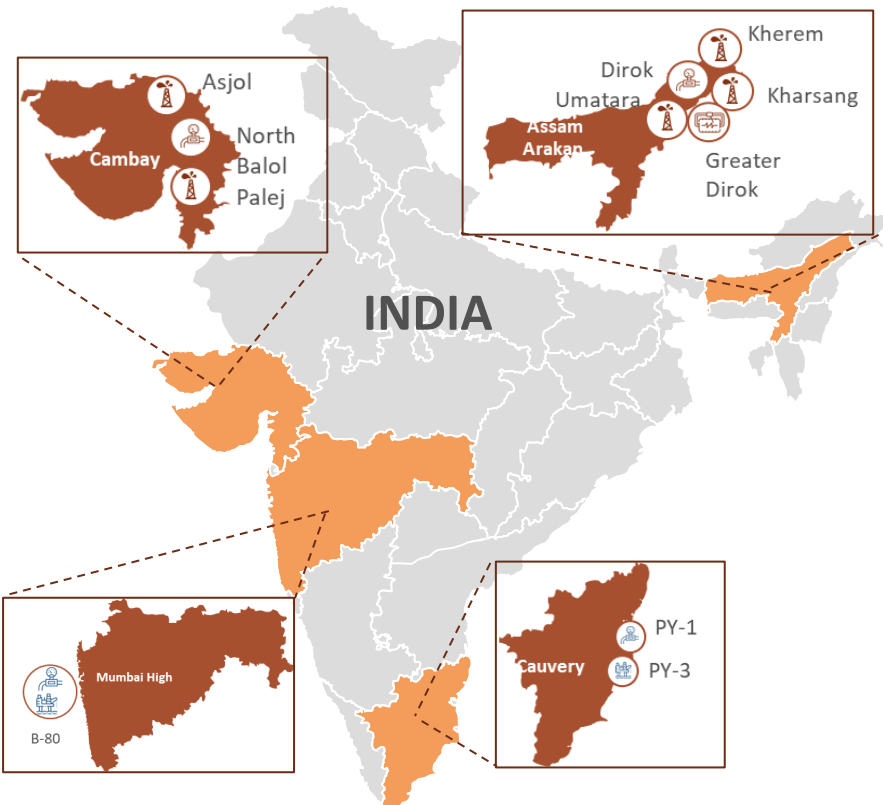 Kherem
Dirok
Umatara
Kharsang
Assam
Arakan
Greater
Dirok
Asjol
North
Balol
Palej
Cambay
INDIA
Mumbai High
B-80
PY-1
Cauvery
PY-3